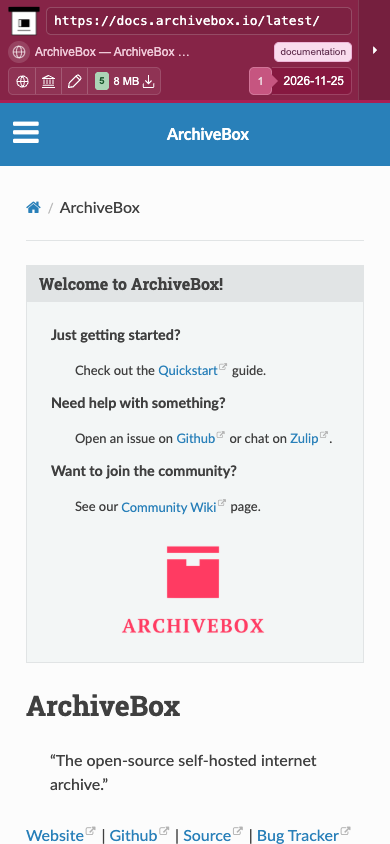 https://docs.archivebox.io/latest/
ArchiveBox — ArchiveBox ...
documentation
5 8 MB
1 2026-11-25
ArchiveBox
/ ArchiveBox
Welcome to ArchiveBox!
Just getting started?
Check out the Quickstart guide.
Need help with something?
Open an issue on Github or chat on Zulip.
Want to join the community?
See our Community Wiki page.
ARCHIVEBOX
ArchiveBox
“The open-source self-hosted internet
archive.”
Website | Github | Source | Bug Tracker